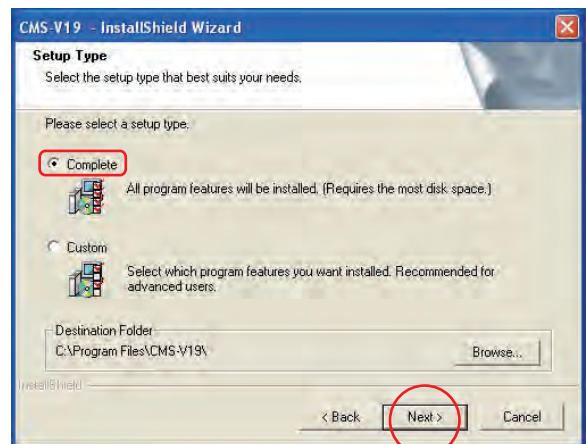 CMS-V19 - InstallShield Wizard
Setup Type
Select the setup type that best suits your needs.
Please select a setup type.
Complete
All program features will be installed. (Requires the most disk space.)
Custom
Select which program features you want installed. Recommended for
advanced users.
Destination Folder
C:\Program Files\CMS-V19\
Browse...
InstallShield
< Back
Next >
Cancel